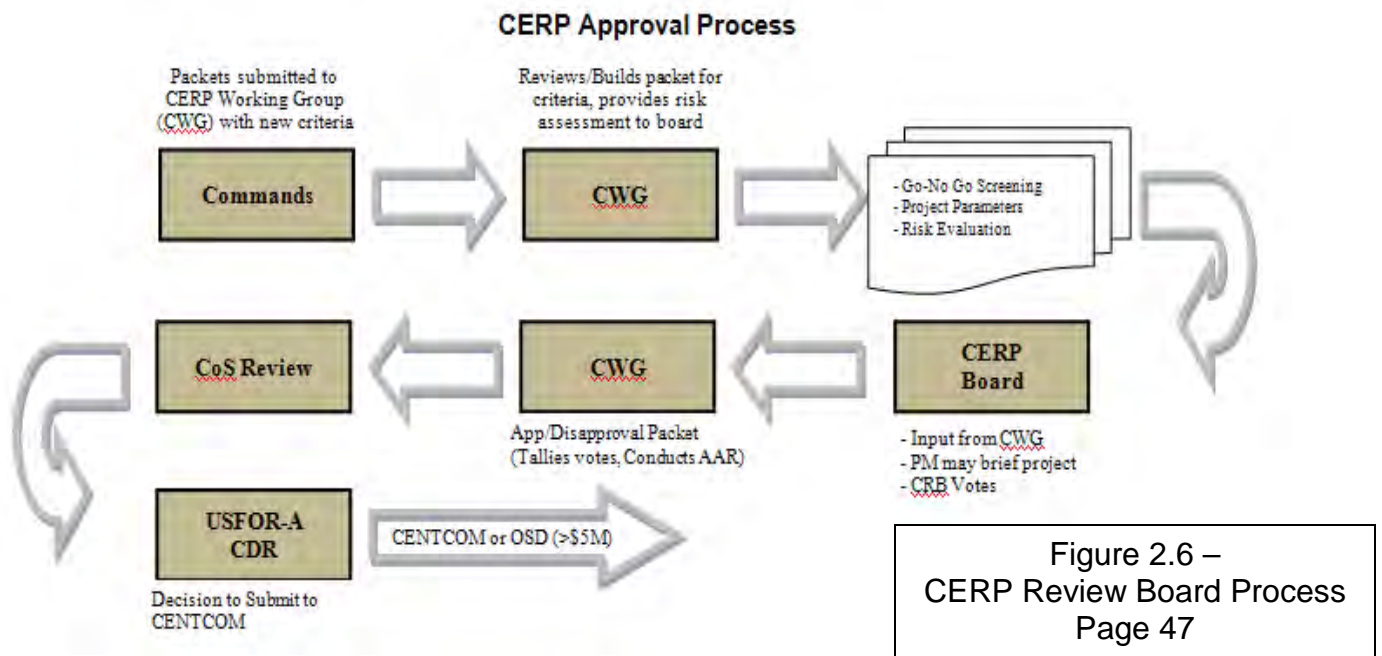 CERP Approval Process
Packets submitted to
CERP Working Group
(CWG) with new criteria
Reviews/Builds packet for
criteria, provides risk
assessment to board
Commands
CWG
- Go-No Go Screening
- Project Parameters
- Risk Evaluation
CoS Review
CWG
CERP
Board
App/Disapproval Packet
(Tallies votes, Conducts AAR)
- Input from CWG
- PM may brief project
- CRB Votes
USFOR-A
CDR
CENTCOM or OSD (>$5M)
Decision to Submit to
CENTCOM
Figure 2.6 –
CERP Review Board Process
Page 47